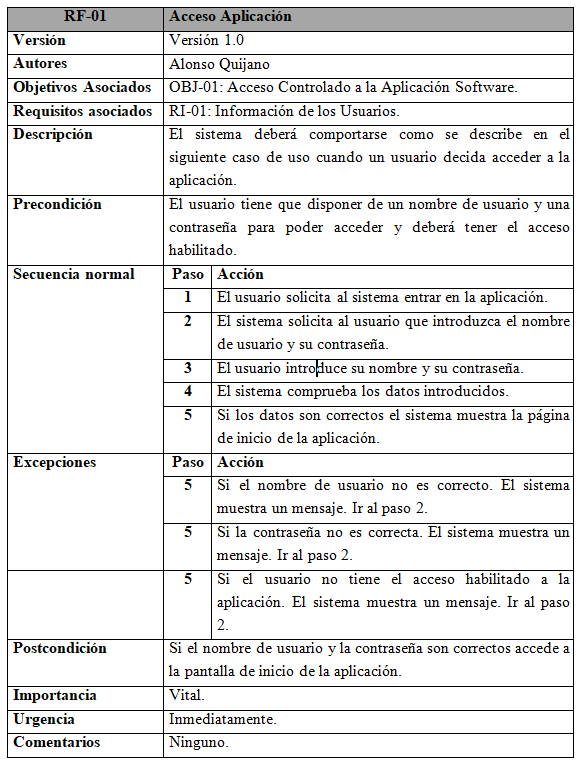 RF-01 Acceso Aplicación
Versión Versión 1.0
Autores Alonso Quijano
Objetivos Asociados OBJ-01: Acceso Controlado a la Aplicación Software.
Requisitos asociados RI-01: Información de los Usuarios.
Descripción El sistema deberá comportarse como se describe en el
siguiente caso de uso cuando un usuario decida acceder a la
aplicación.
Precondición El usuario tiene que disponer de un nombre de usuario y una
contraseña para poder acceder y deberá tener el acceso
habilitado.
Secuencia normal Paso Acción
1 El usuario solicita al sistema entrar en la aplicación.
2 El sistema solicita al usuario que introduzca el nombre
de usuario y su contraseña.
3 El usuario introduce su nombre y su contraseña.
4 El sistema comprueba los datos introducidos.
5 Si los datos son correctos el sistema muestra la página
de inicio de la aplicación.
Excepciones Paso Acción
5 Si el nombre de usuario no es correcto. El sistema
muestra un mensaje. Ir al paso 2.
5 Si la contraseña no es correcta. El sistema muestra un
mensaje. Ir al paso 2.
5 Si el usuario no tiene el acceso habilitado a la
aplicación. El sistema muestra un mensaje. Ir al paso
2.
Postcondición Si el nombre de usuario y la contraseña son correctos accede a
la pantalla de inicio de la aplicación.
Importancia Vital.
Urgencia Inmediatamente.
Comentarios Ninguno.